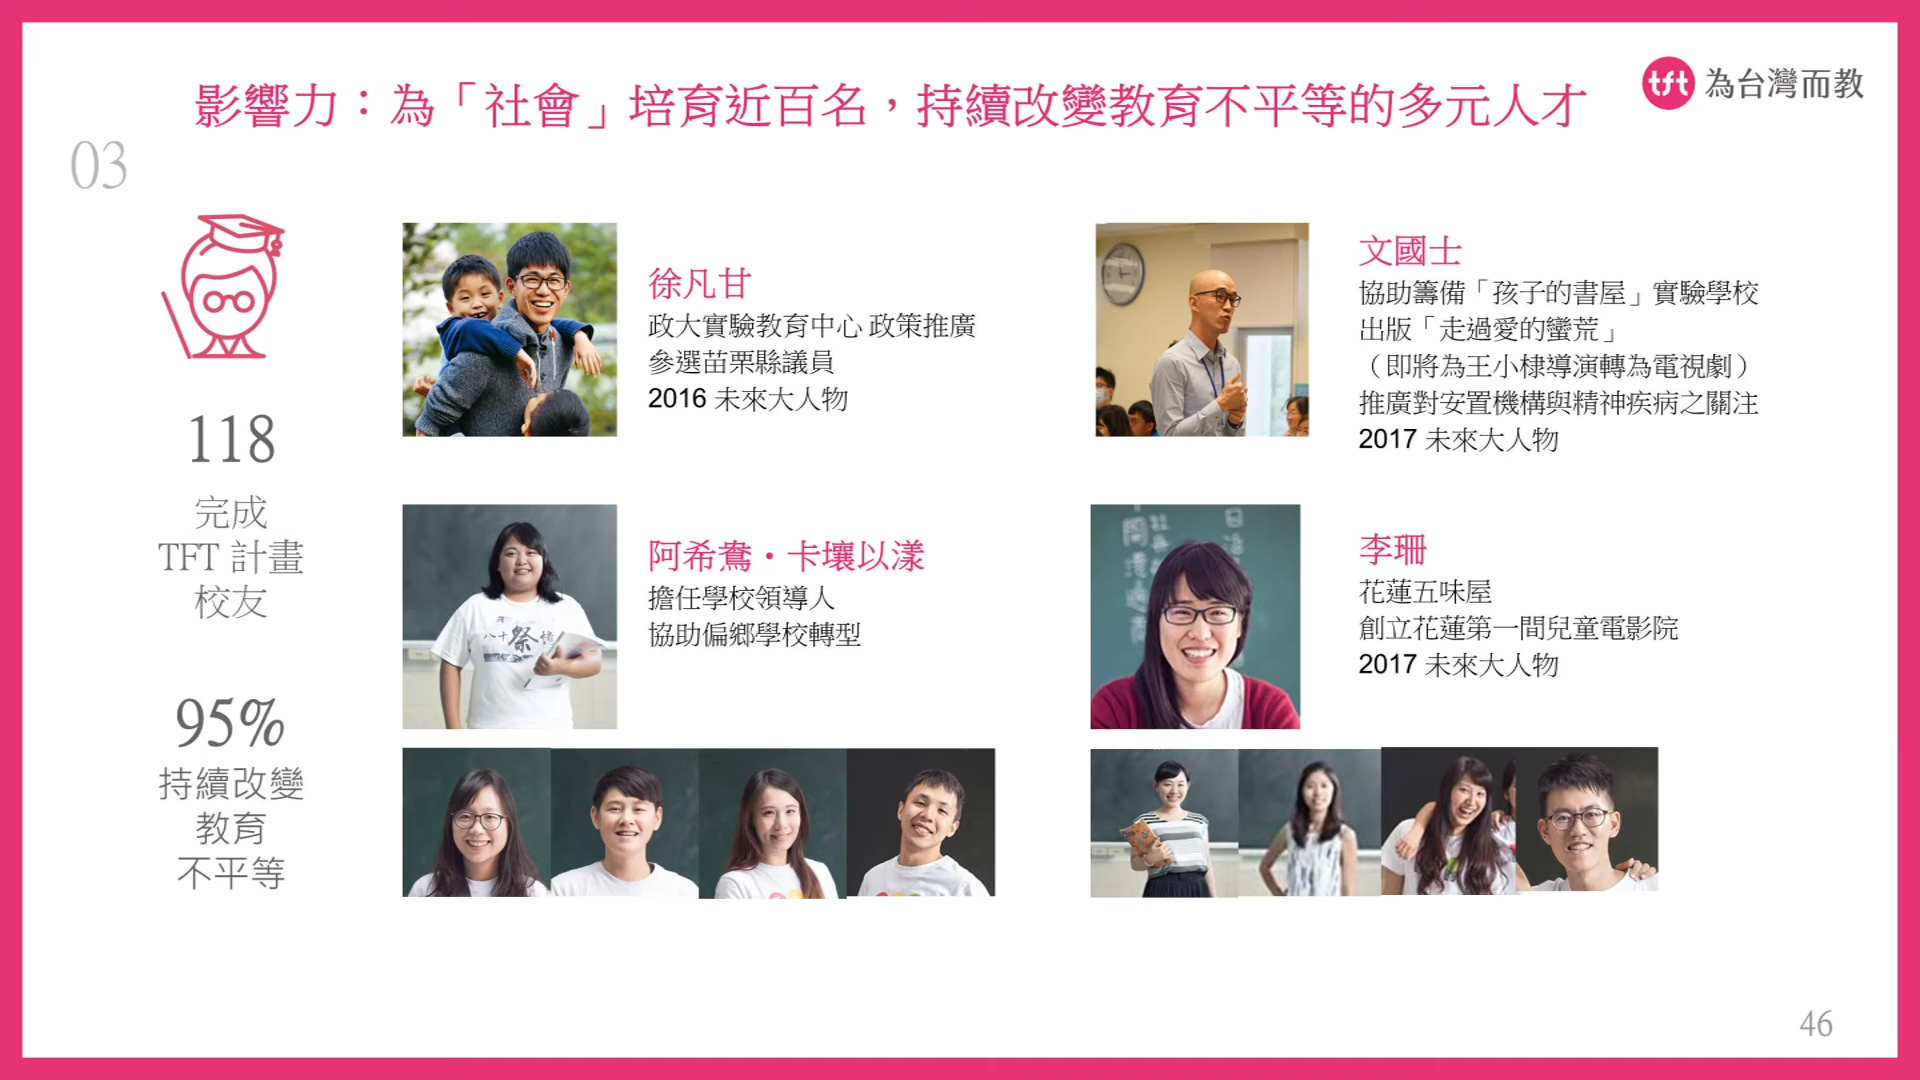 影響力：為「社會」培育近百名，持續改變教育不平等的多元人才
tft 為台灣而教
03
118
完成
TFT 計畫
校友
95%
持續改變
教育
不平等
徐凡甘
政大實驗教育中心 政策推廣
參選苗栗縣議員
2016 未來大人物
文國士
協助籌備「孩子的書屋」實驗學校
出版「走過愛的蠻荒」
（即將為王小棣導演轉為電視劇）
推廣對安置機構與精神疾病之關注
2017 未來大人物
阿希鴦・卡壤以漾
擔任學校領導人
協助偏鄉學校轉型
李珊
花蓮五味屋
創立花蓮第一間兒童電影院
2017 未來大人物
46